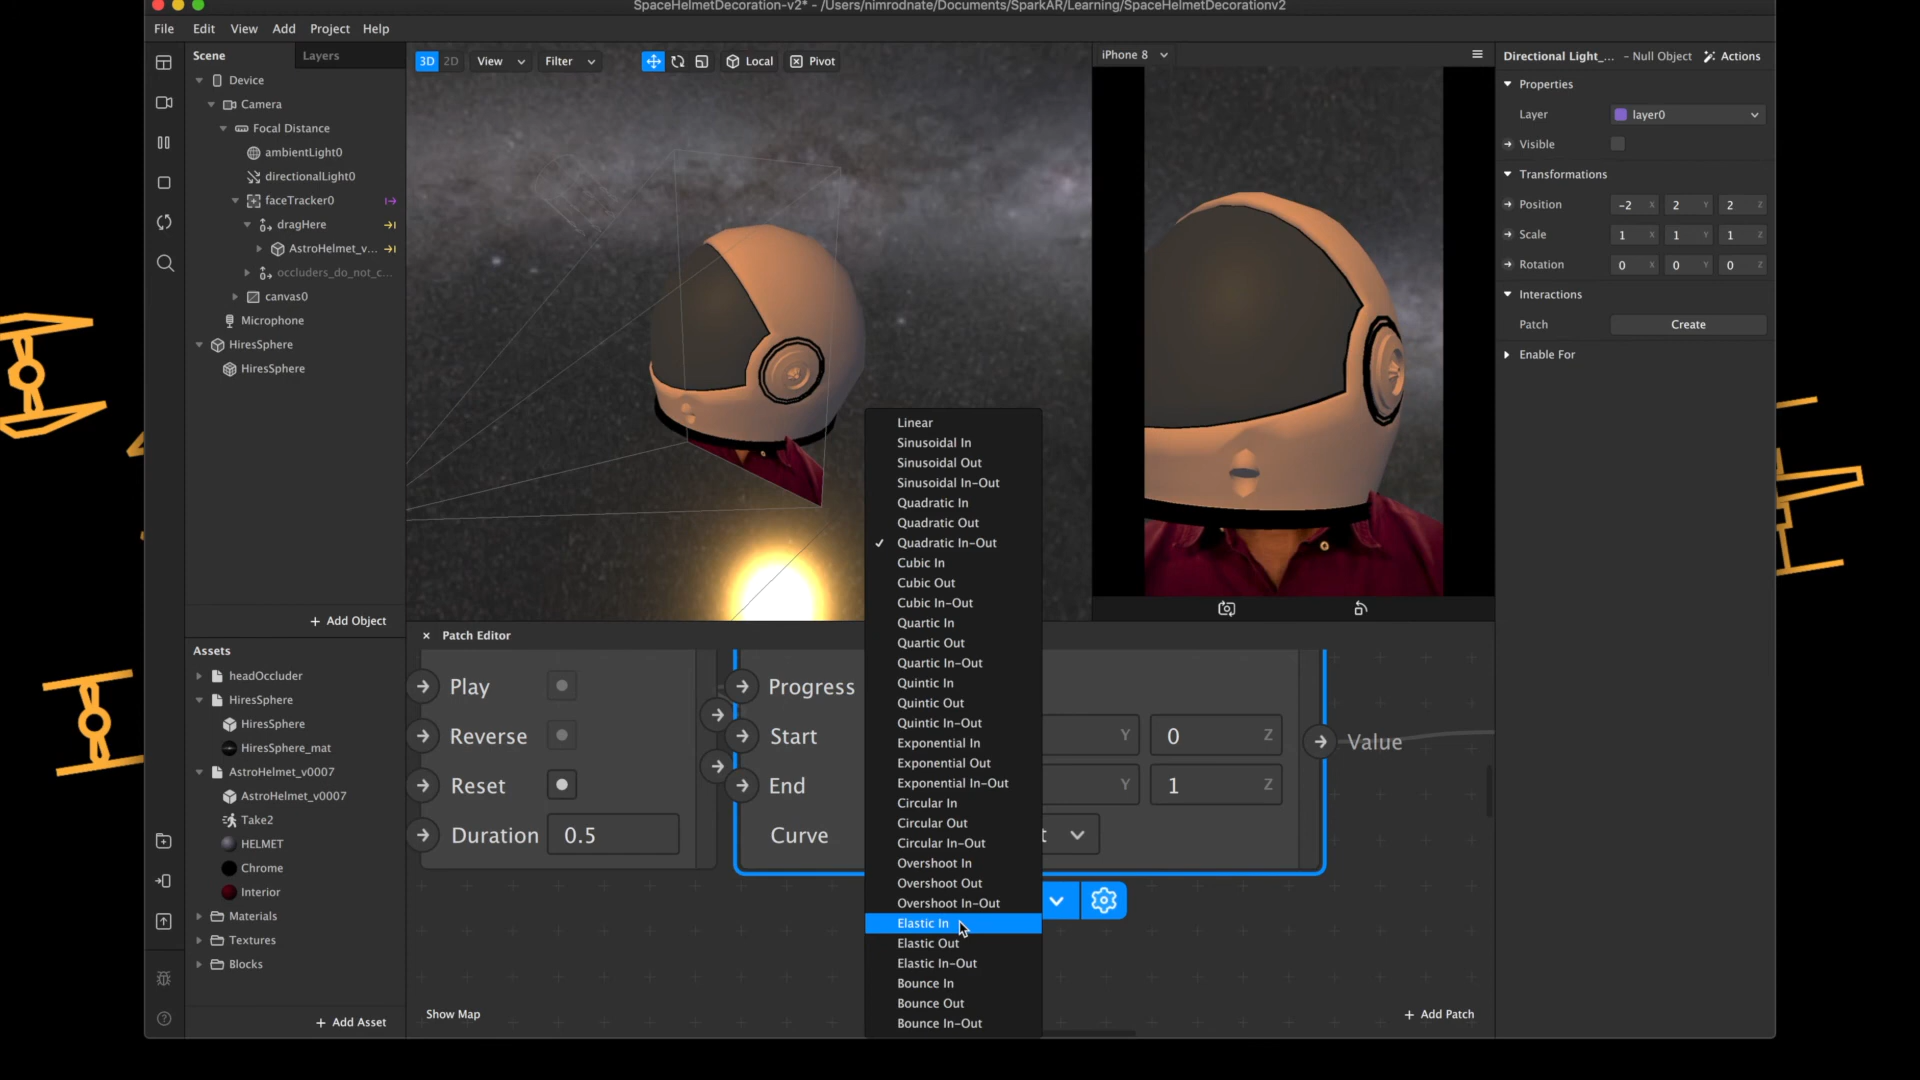 SpaceHelmetDecoration-v2* - /Users/nimrodnate/Documents/SparkAR/Learning/SpaceHelmetDecorationv2
File Edit View Add Project Help
Scene Layers
Device
Camera
Focal Distance
ambientLight0
directionalLight0
faceTracker0
dragHere
AstroHelmet_v...
occluders_do_not_c...
canvas0
Microphone
HiresSphere
HiresSphere
+ Add Object
Assets
headOccluder
HiresSphere
HiresSphere
HiresSphere_mat
AstroHelmet_v0007
AstroHelmet_v0007
Take2
HELMET
Chrome
Interior
Materials
Textures
Blocks
+ Add Asset
3D 2D View Filter Local Pivot
iPhone 8
Patch Editor
Play
Reverse
Reset
Duration 0.5
Progress
Start Y 0 Z
End Y 1 Z
Curve t
Value
Linear
Sinusoidal In
Sinusoidal Out
Sinusoidal In-Out
Quadratic In
Quadratic Out
✓ Quadratic In-Out
Cubic In
Cubic Out
Cubic In-Out
Quartic In
Quartic Out
Quartic In-Out
Quintic In
Quintic Out
Quintic In-Out
Exponential In
Exponential Out
Exponential In-Out
Circular In
Circular Out
Circular In-Out
Overshoot In
Overshoot Out
Overshoot In-Out
Elastic In
Elastic Out
Elastic In-Out
Bounce In
Bounce Out
Bounce In-Out
Show Map
+ Add Patch
Directional Light_... - Null Object Actions
Properties
Layer layer0
Visible
Transformations
Position -2 X 2 Y 2 Z
Scale 1 X 1 Y 1 Z
Rotation 0 X 0 Y 0 Z
Interactions
Patch Create
Enable For